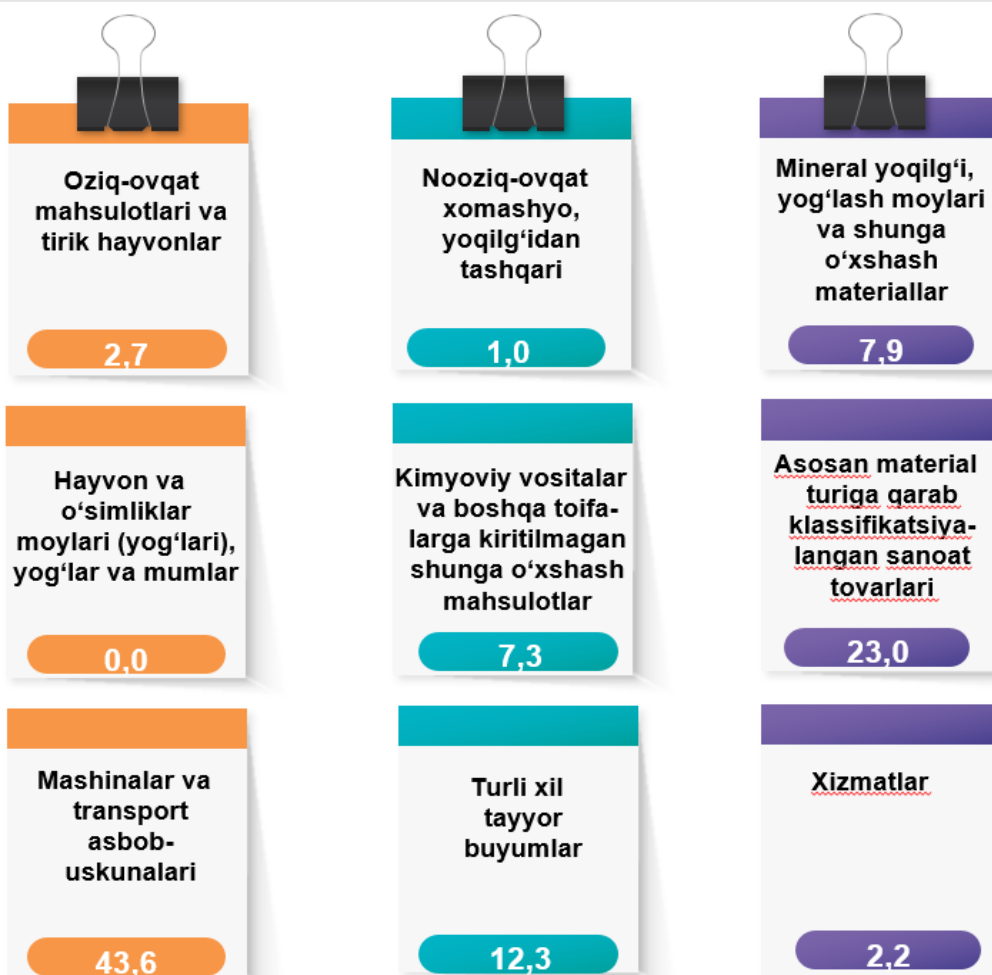 Oziq-ovqat
mahsulotlari va
tirik hayvonlar
2,7
Nooziq-ovqat
xomashyo,
yoqilg‘idan
tashqari
1,0
Mineral yoqilg‘i,
yog‘lash moylari
va shunga
o‘xshash
materiallar
7,9
Hayvon va
o‘simliklar
moylari (yog‘lari),
yog‘lar va mumlar
0,0
Kimyoviy vositalar
va boshqa toifa-
larga kiritilmagan
shunga o‘xshash
mahsulotlar
7,3
Asosan material
turiga qarab
klassifikatsiya-
langan sanoat
tovarlari
23,0
Mashinalar va
transport
asbob-
uskunalari
43,6
Turli xil
tayyor
buyumlar
12,3
Xizmatlar
2,2